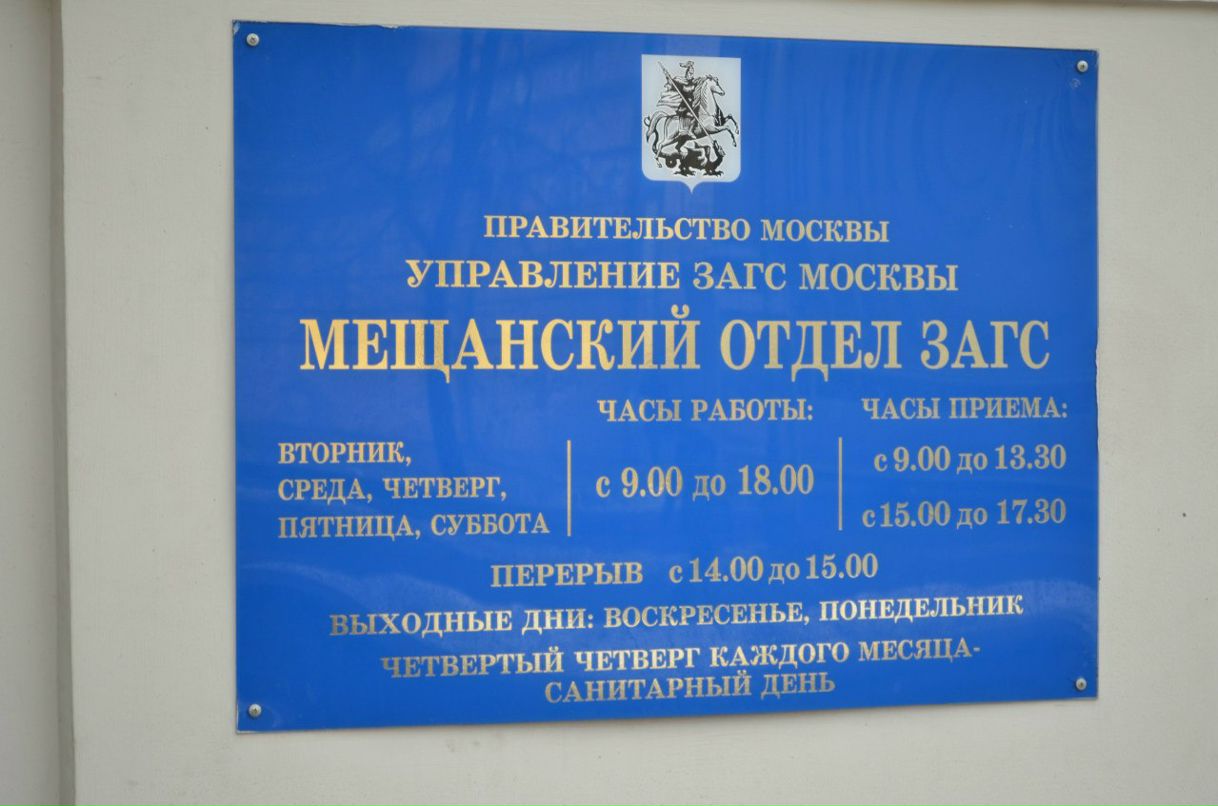 ПРАВИТЕЛЬСТВО МОСКВЫ
УПРАВЛЕНИЕ ЗАГС МОСКВЫ
МЕЩАНСКИЙ ОТДЕЛ ЗАГС
ЧАСЫ РАБОТЫ: ЧАСЫ ПРИЕМА:
ВТОРНИК,
СРЕДА, ЧЕТВЕРГ,
ПЯТНИЦА, СУББОТА
с 9.00 до 18.00
с 9.00 до 13.30
с 15.00 до 17.30
ПЕРЕРЫВ с 14.00 до 15.00
ВЫХОДНЫЕ ДНИ: ВОСКРЕСЕНЬЕ, ПОНЕДЕЛЬНИК
ЧЕТВЕРТЫЙ ЧЕТВЕРГ КАЖДОГО МЕСЯЦА-
САНИТАРНЫЙ ДЕНЬ